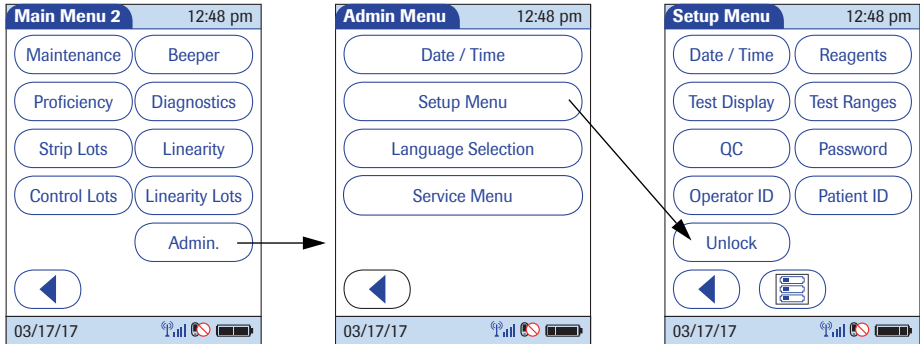 Main Menu 2 12:48 pm
Maintenance Beeper
Proficiency Diagnostics
Strip Lots Linearity
Control Lots Linearity Lots
Admin.
03/17/17
Admin Menu 12:48 pm
Date / Time
Setup Menu
Language Selection
Service Menu
03/17/17
Setup Menu 12:48 pm
Date / Time Reagents
Test Display Test Ranges
QC Password
Operator ID Patient ID
Unlock
03/17/17